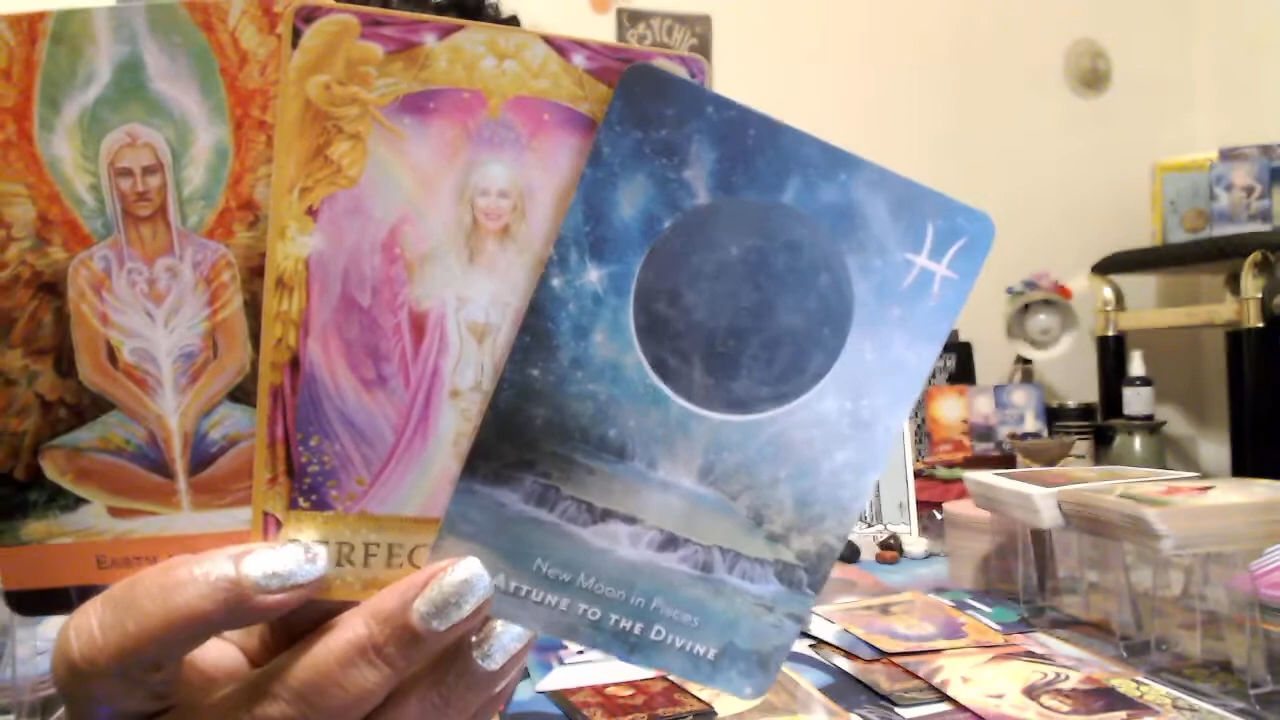 PSYCHIC
EARTH
PERFEC
New Moon in Pisces
ATTUNE TO THE DIVINE